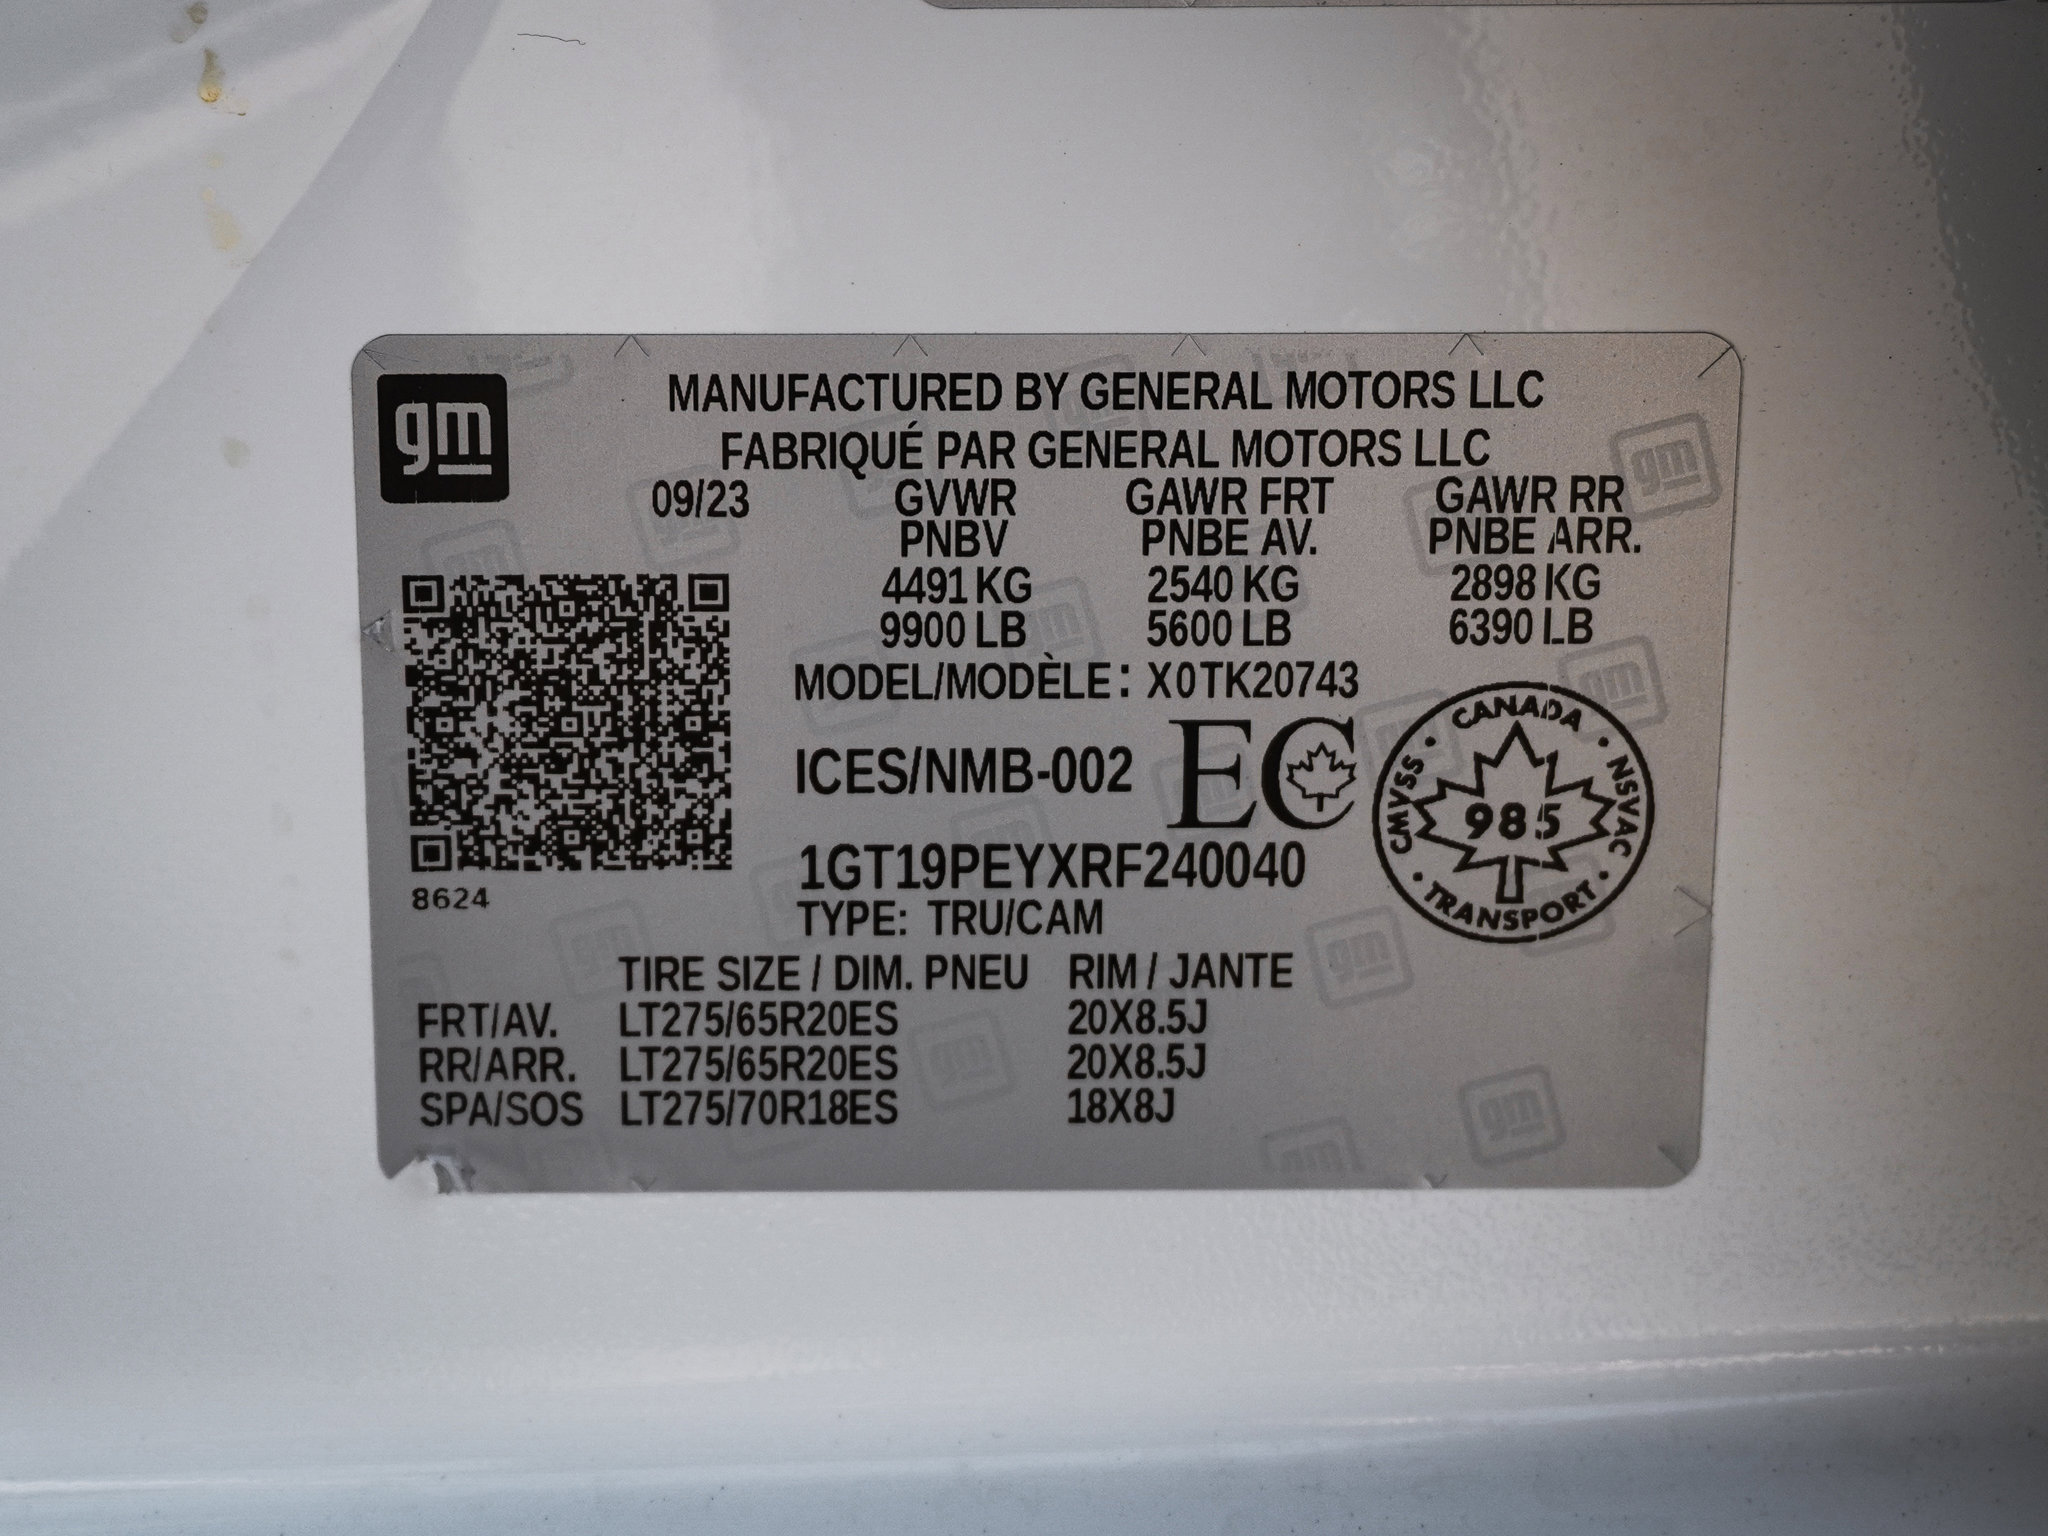 gm
MANUFACTURED BY GENERAL MOTORS LLC
FABRIQUÉ PAR GENERAL MOTORS LLC
09/23 GVWR GAWR FRT GAWR RR
PNBV PNBE AV. PNBE ARR.
4491 KG 2540 KG 2898 KG
9900 LB 5600 LB 6390 LB
MODEL/MODÈLE: X0TK20743
ICES/NMB-002 EC
CANADA
CMVSS 985 NSVAC
TRANSPORT
1GT19PEYXRF240040
8624
TYPE: TRU/CAM
TIRE SIZE / DIM. PNEU RIM / JANTE
FRT/AV. LT275/65R20ES 20X8.5J
RR/ARR. LT275/65R20ES 20X8.5J
SPA/SOS LT275/70R18ES 18X8J